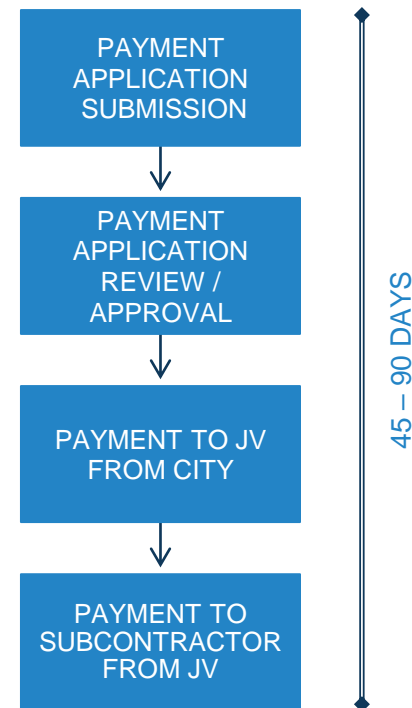 PAYMENT
APPLICATION
SUBMISSION
PAYMENT
APPLICATION
REVIEW /
APPROVAL
PAYMENT TO JV
FROM CITY
PAYMENT TO
SUBCONTRACTOR
FROM JV
45 – 90 DAYS